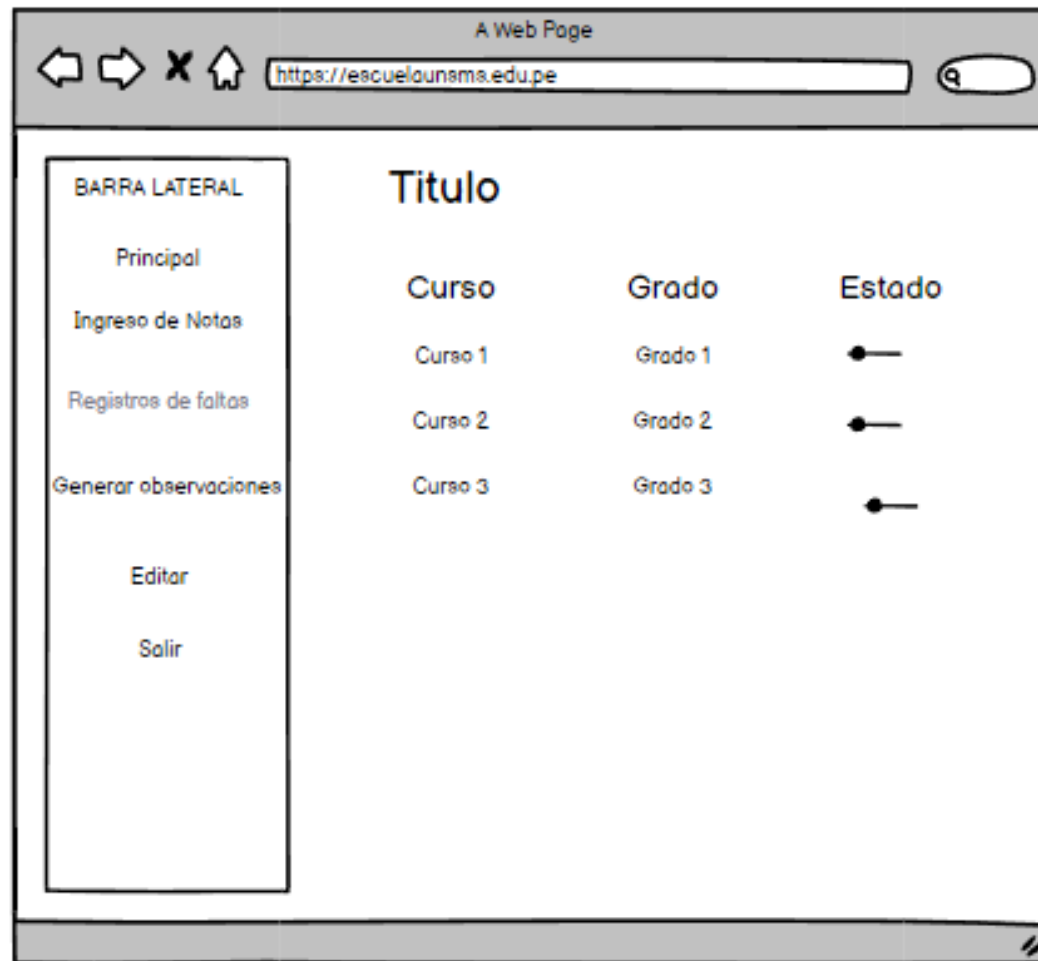 A Web Page
https://escuelaunsms.edu.pe
BARRA LATERAL
Principal
Ingreso de Notas
Registros de faltas
Generar observaciones
Editar
Salir
Titulo
Curso Grado Estado
Curso 1 Grado 1
Curso 2 Grado 2
Curso 3 Grado 3